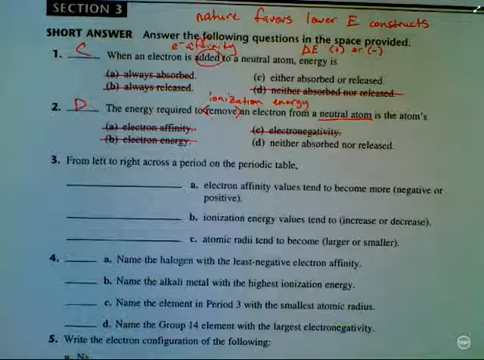 SECTION 3
nature favors lower E constructs
SHORT ANSWER Answer the following questions in the space provided.
e⁻ affinity ΔE (+) or (-)
1. C When an electron is added to a neutral atom, energy is
(a) always absorbed. (c) either absorbed or released.
(b) always released. (d) neither absorbed nor released.
ionization energy
2. D The energy required to remove an electron from a neutral atom is the atom's
(a) electron affinity. (c) electronegativity.
(b) electron energy. (d) neither absorbed nor released.
3. From left to right across a period on the periodic table,
a. electron affinity values tend to become more (negative or
positive).
b. ionization energy values tend to (increase or decrease).
c. atomic radii tend to become (larger or smaller).
4. a. Name the halogen with the least-negative electron affinity.
b. Name the alkali metal with the highest ionization energy.
c. Name the element in Period 3 with the smallest atomic radius.
d. Name the Group 14 element with the largest electronegativity.
5. Write the electron configuration of the following:
a. Na